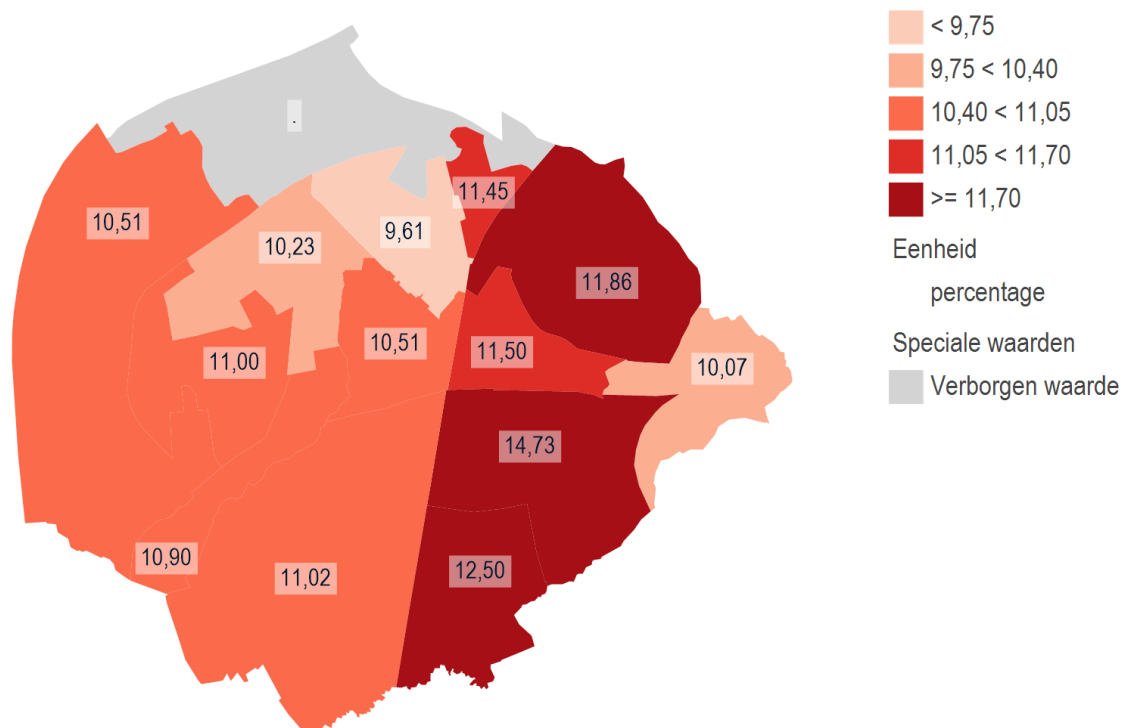 .
10,51
10,23
9,61
11,45
11,86
11,00
10,51
11,50
10,07
14,73
10,90
11,02
12,50
< 9,75
9,75 < 10,40
10,40 < 11,05
11,05 < 11,70
>= 11,70
Eenheid
percentage
Speciale waarden
Verborgen waarde